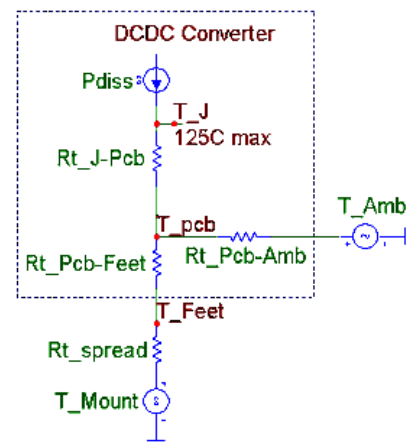 DCDC Converter
Pdiss
T_J
125C max
Rt_J-Pcb
T_pcb
T_Amb
Rt_Pcb-Feet
Rt_Pcb-Amb
T_Feet
Rt_spread
T_Mount